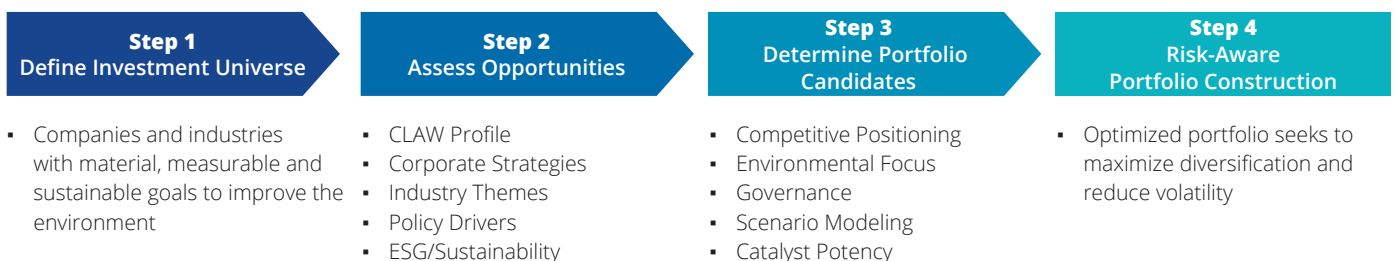 Step 1
Define Investment Universe
▪ Companies and industries
with material, measurable and
sustainable goals to improve the
environment
Step 2
Assess Opportunities
▪ CLAW Profile
▪ Corporate Strategies
▪ Industry Themes
▪ Policy Drivers
▪ ESG/Sustainability
Step 3
Determine Portfolio
Candidates
▪ Competitive Positioning
▪ Environmental Focus
▪ Governance
▪ Scenario Modeling
▪ Catalyst Potency
Step 4
Risk-Aware
Portfolio Construction
▪ Optimized portfolio seeks to
maximize diversification and
reduce volatility